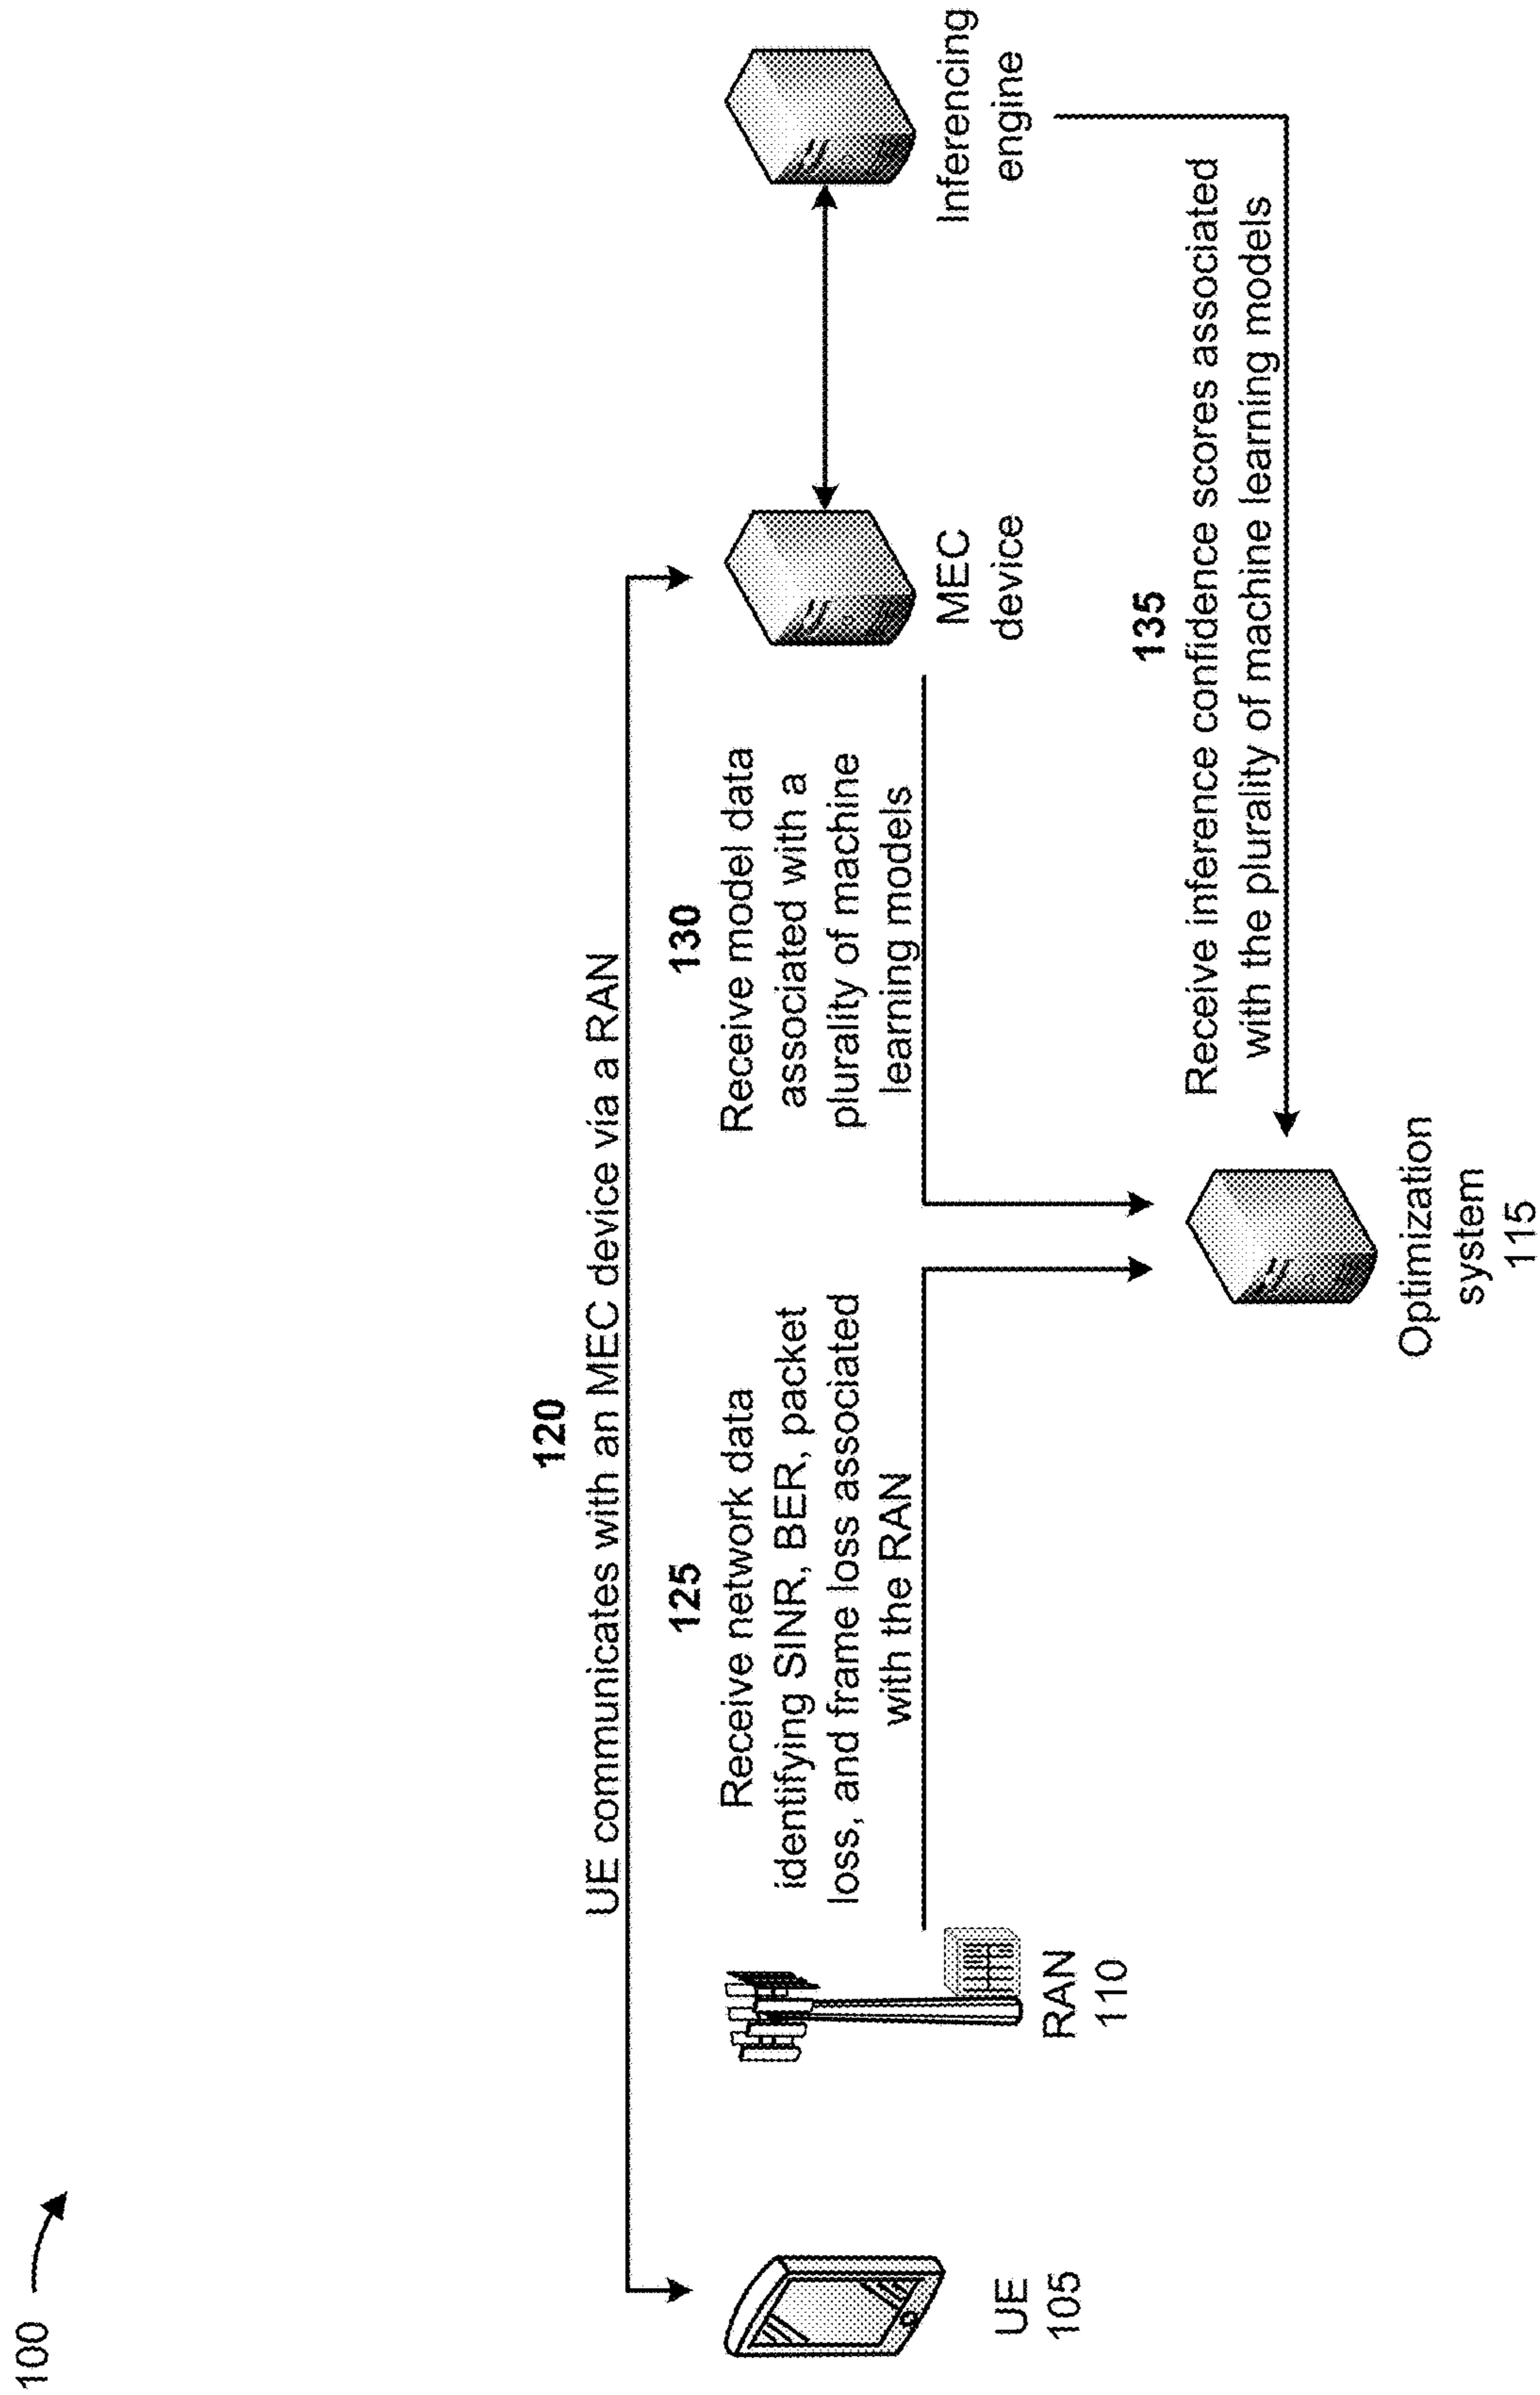 100
120
UE communicates with an MEC device via a RAN
125
Receive network data
identifying SINR, BER, packet
loss, and frame loss associated
with the RAN
130
Receive model data
associated with a
plurality of machine
learning models
UE
105
RAN
110
MEC
device
Inferencing
engine
135
Receive inference confidence scores associated
with the plurality of machine learning models
Optimization
system
115